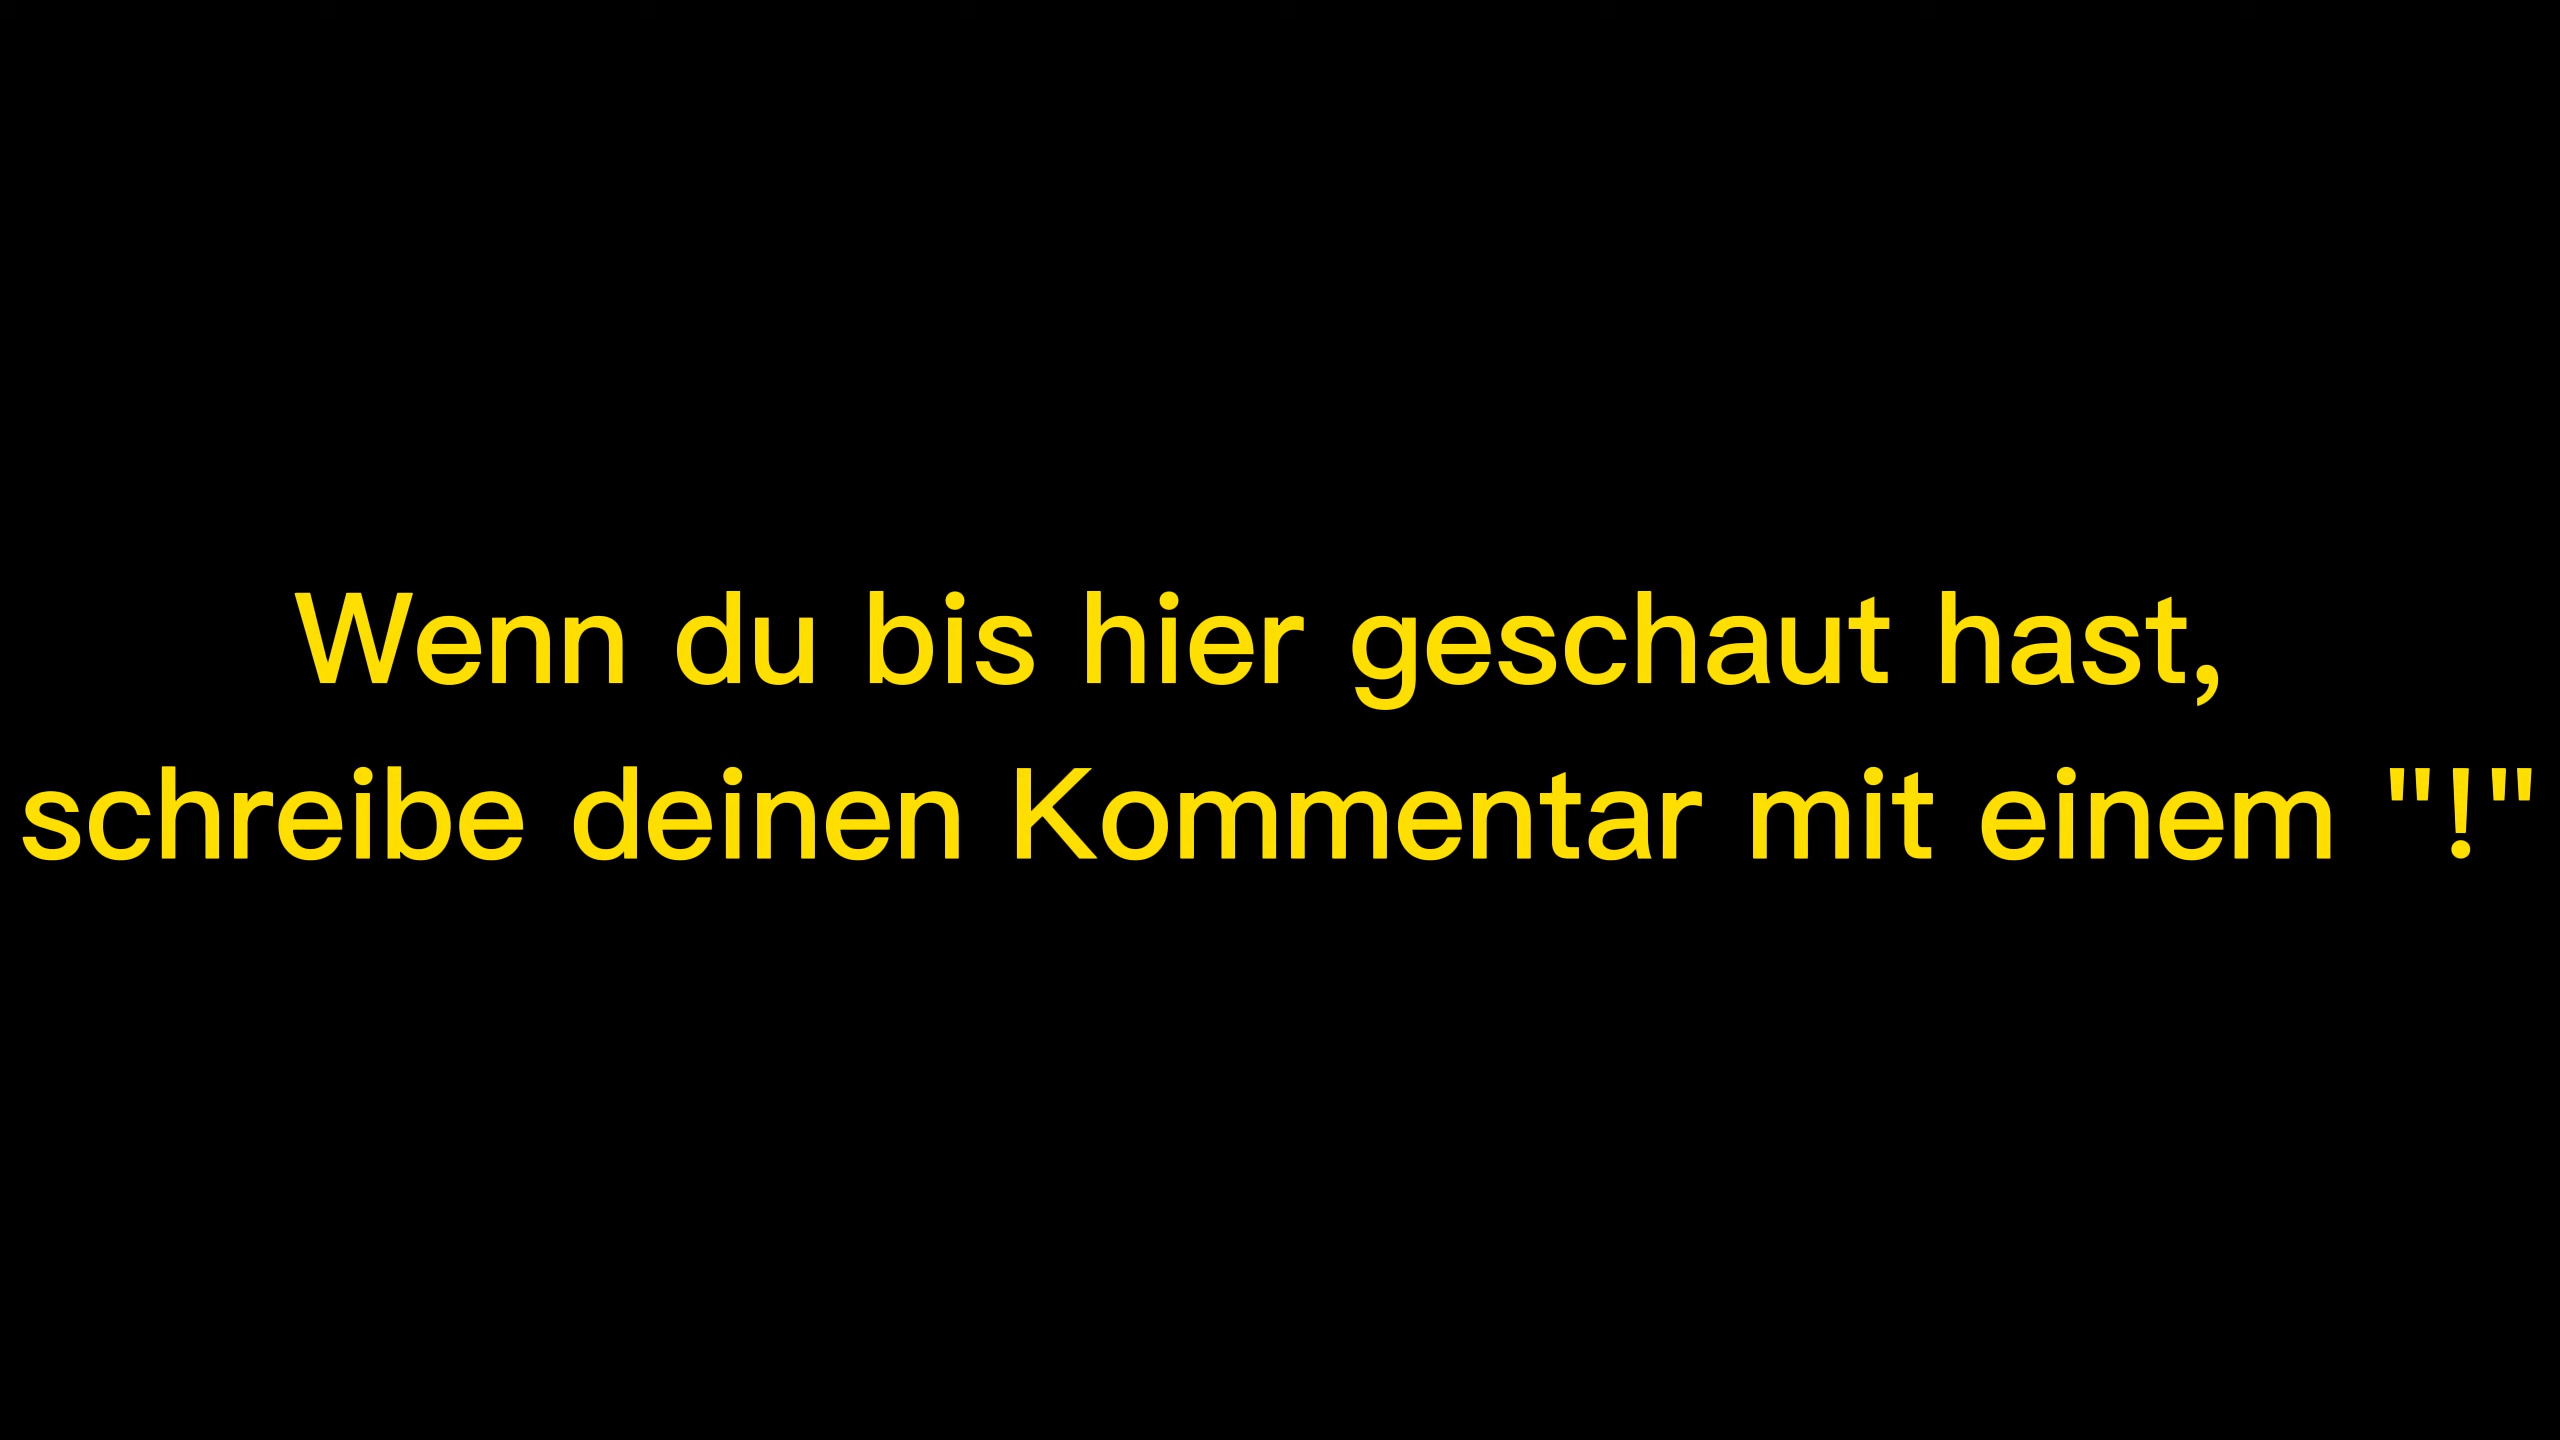 Wenn du bis hier geschaut hast,
schreibe deinen Kommentar mit einem "!"